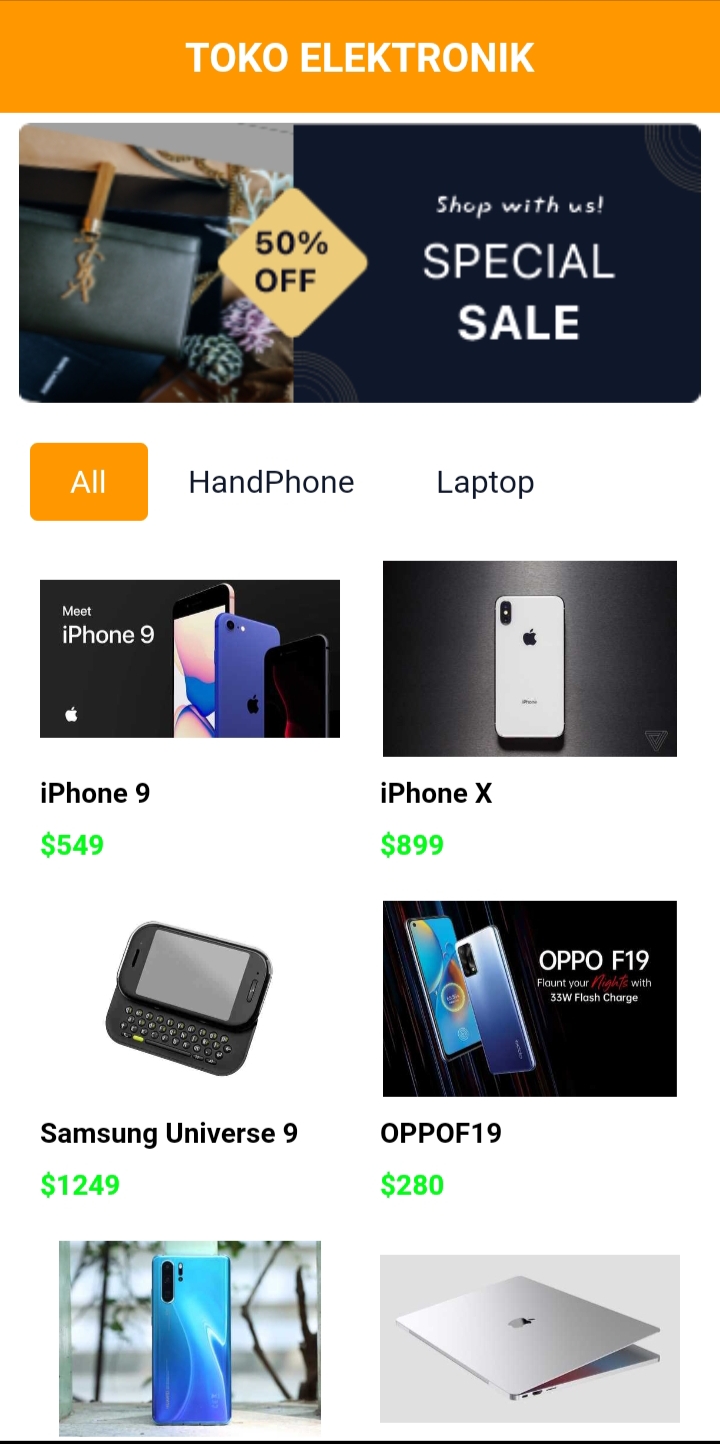 TOKO ELEKTRONIK
50%
OFF
Shop with us!
SPECIAL
SALE
All
HandPhone
Laptop
Meet
iPhone 9
iPhone
iPhone 9
$549
iPhone X
$899
OPPO F19
Flaunt your Nights with
33W Flash Charge
Samsung Universe 9
$1249
OPPOF19
$280